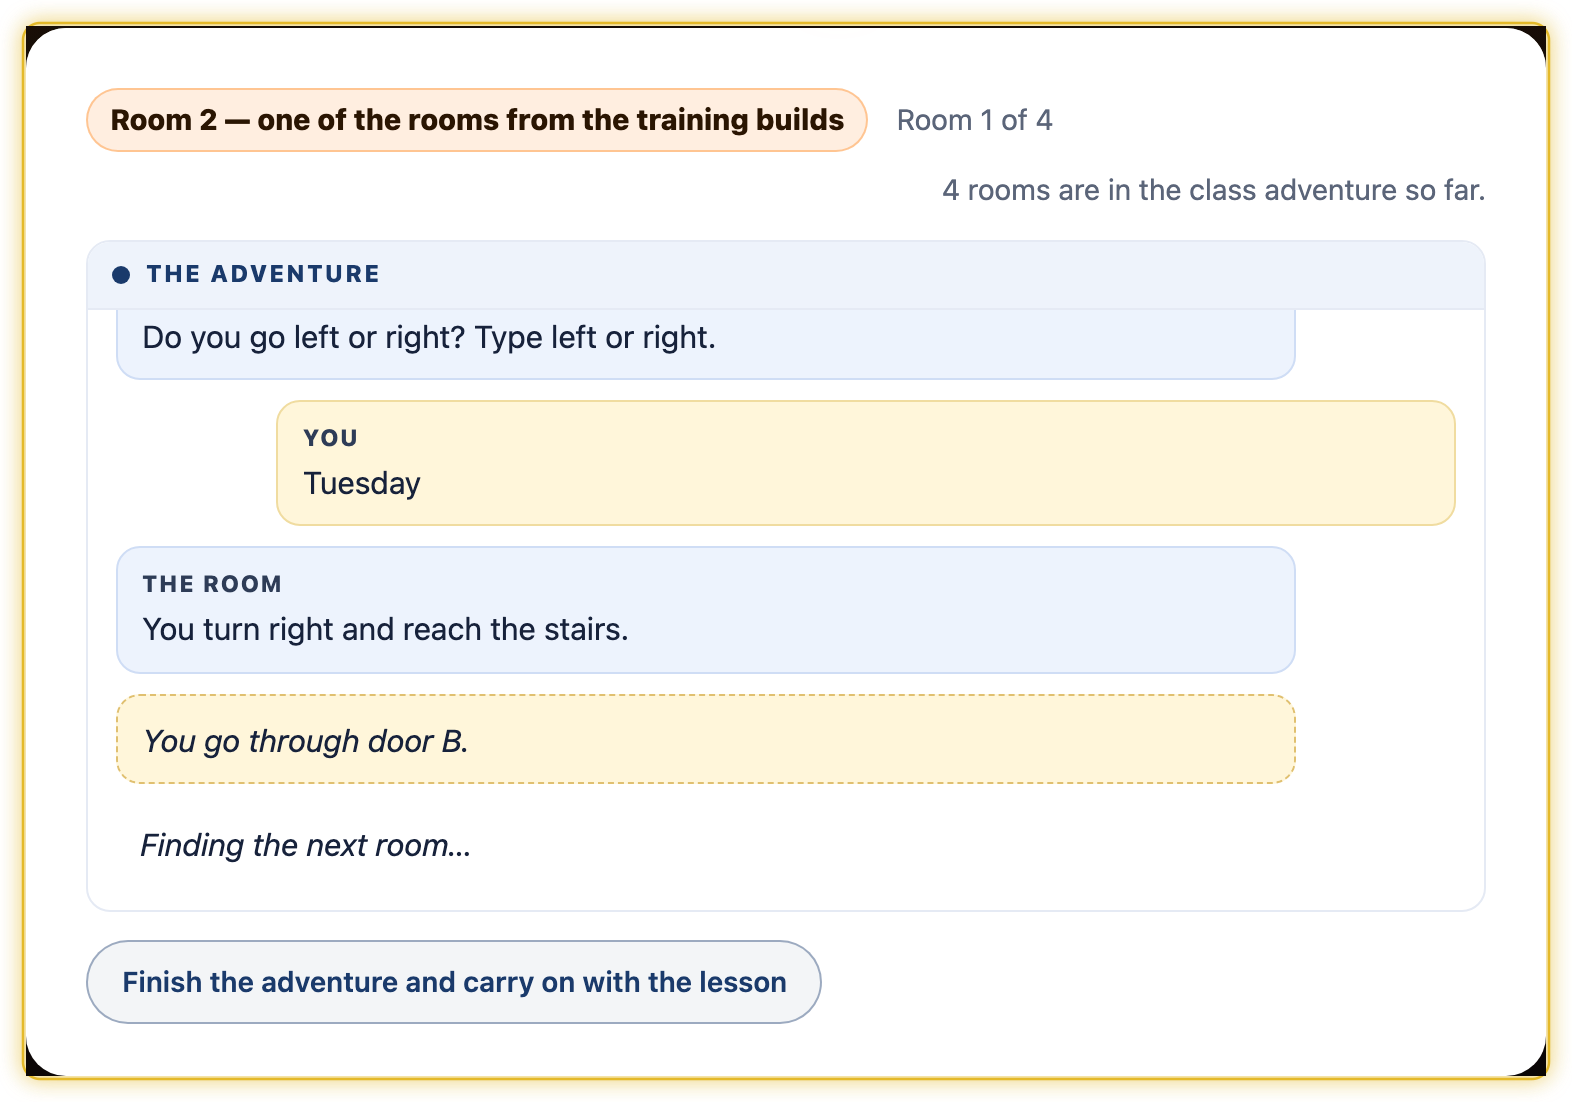 Room 2 — one of the rooms from the training builds
Room 1 of 4
4 rooms are in the class adventure so far.
THE ADVENTURE
Do you go left or right? Type left or right.
YOU
Tuesday
THE ROOM
You turn right and reach the stairs.
You go through door B.
Finding the next room...
Finish the adventure and carry on with the lesson